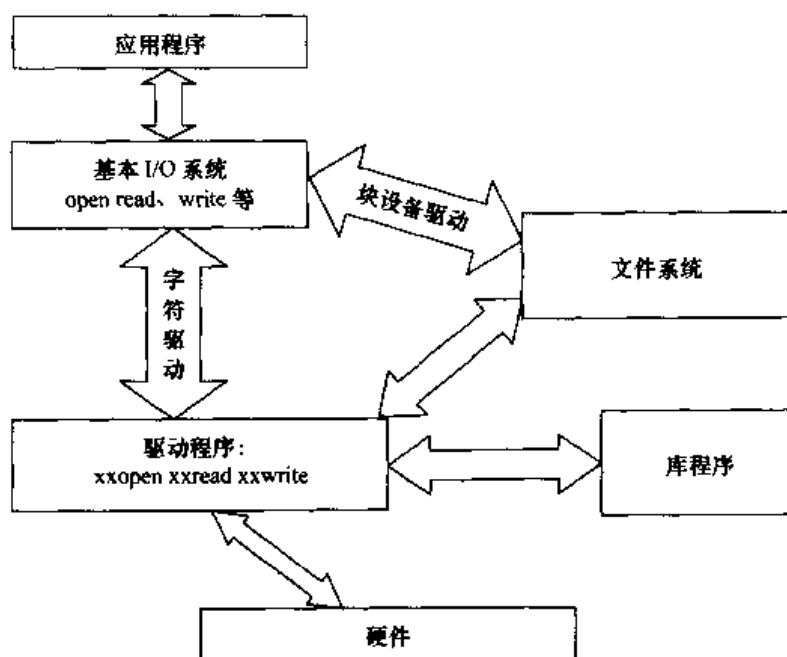 应用程序
基本 I/O 系统
open read、write 等
块设备驱动
文件系统
字
符
驱
动
驱动程序:
xxopen xxread xxwrite
库程序
硬件